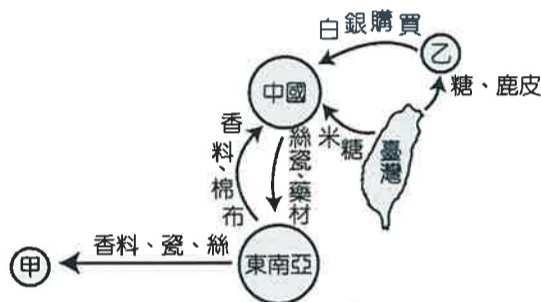 白銀購買
乙
中國
糖、鹿皮
米糖
臺灣
香料、棉布
絲瓷、藥材
香料、瓷、絲
甲
東南亞